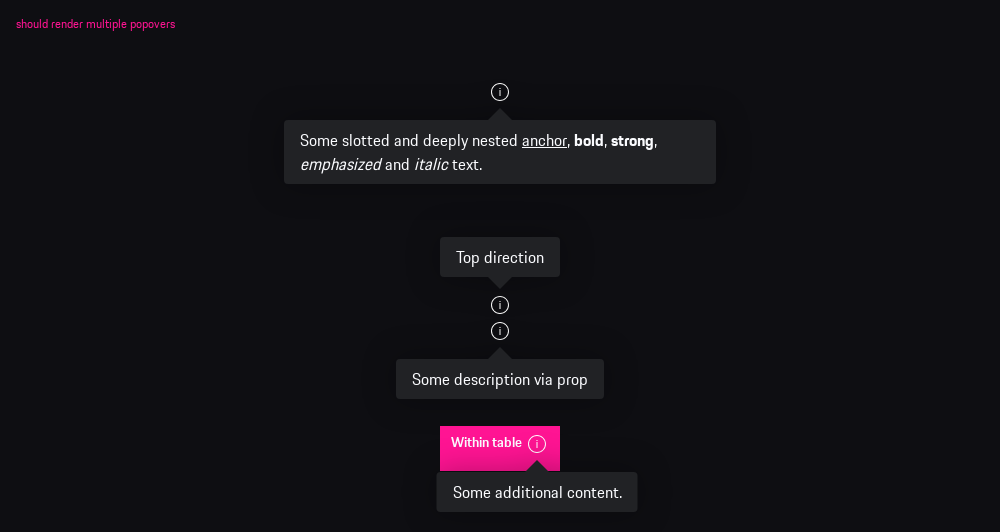 should render multiple popovers
Some slotted and deeply nested anchor, bold, strong,
emphasized and italic text.
Top direction
Some description via prop
Within table
Some additional content.